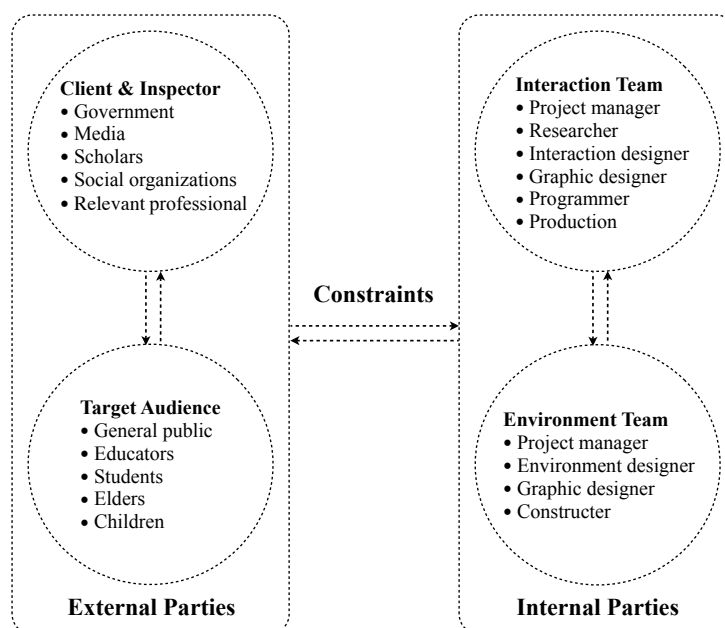 Client & Inspector
• Government
• Media
• Scholars
• Social organizations
• Relevant professional
Target Audience
• General public
• Educators
• Students
• Elders
• Children
External Parties
Constraints
Interaction Team
• Project manager
• Researcher
• Interaction designer
• Graphic designer
• Programmer
• Production
Environment Team
• Project manager
• Environment designer
• Graphic designer
• Constructer
Internal Parties